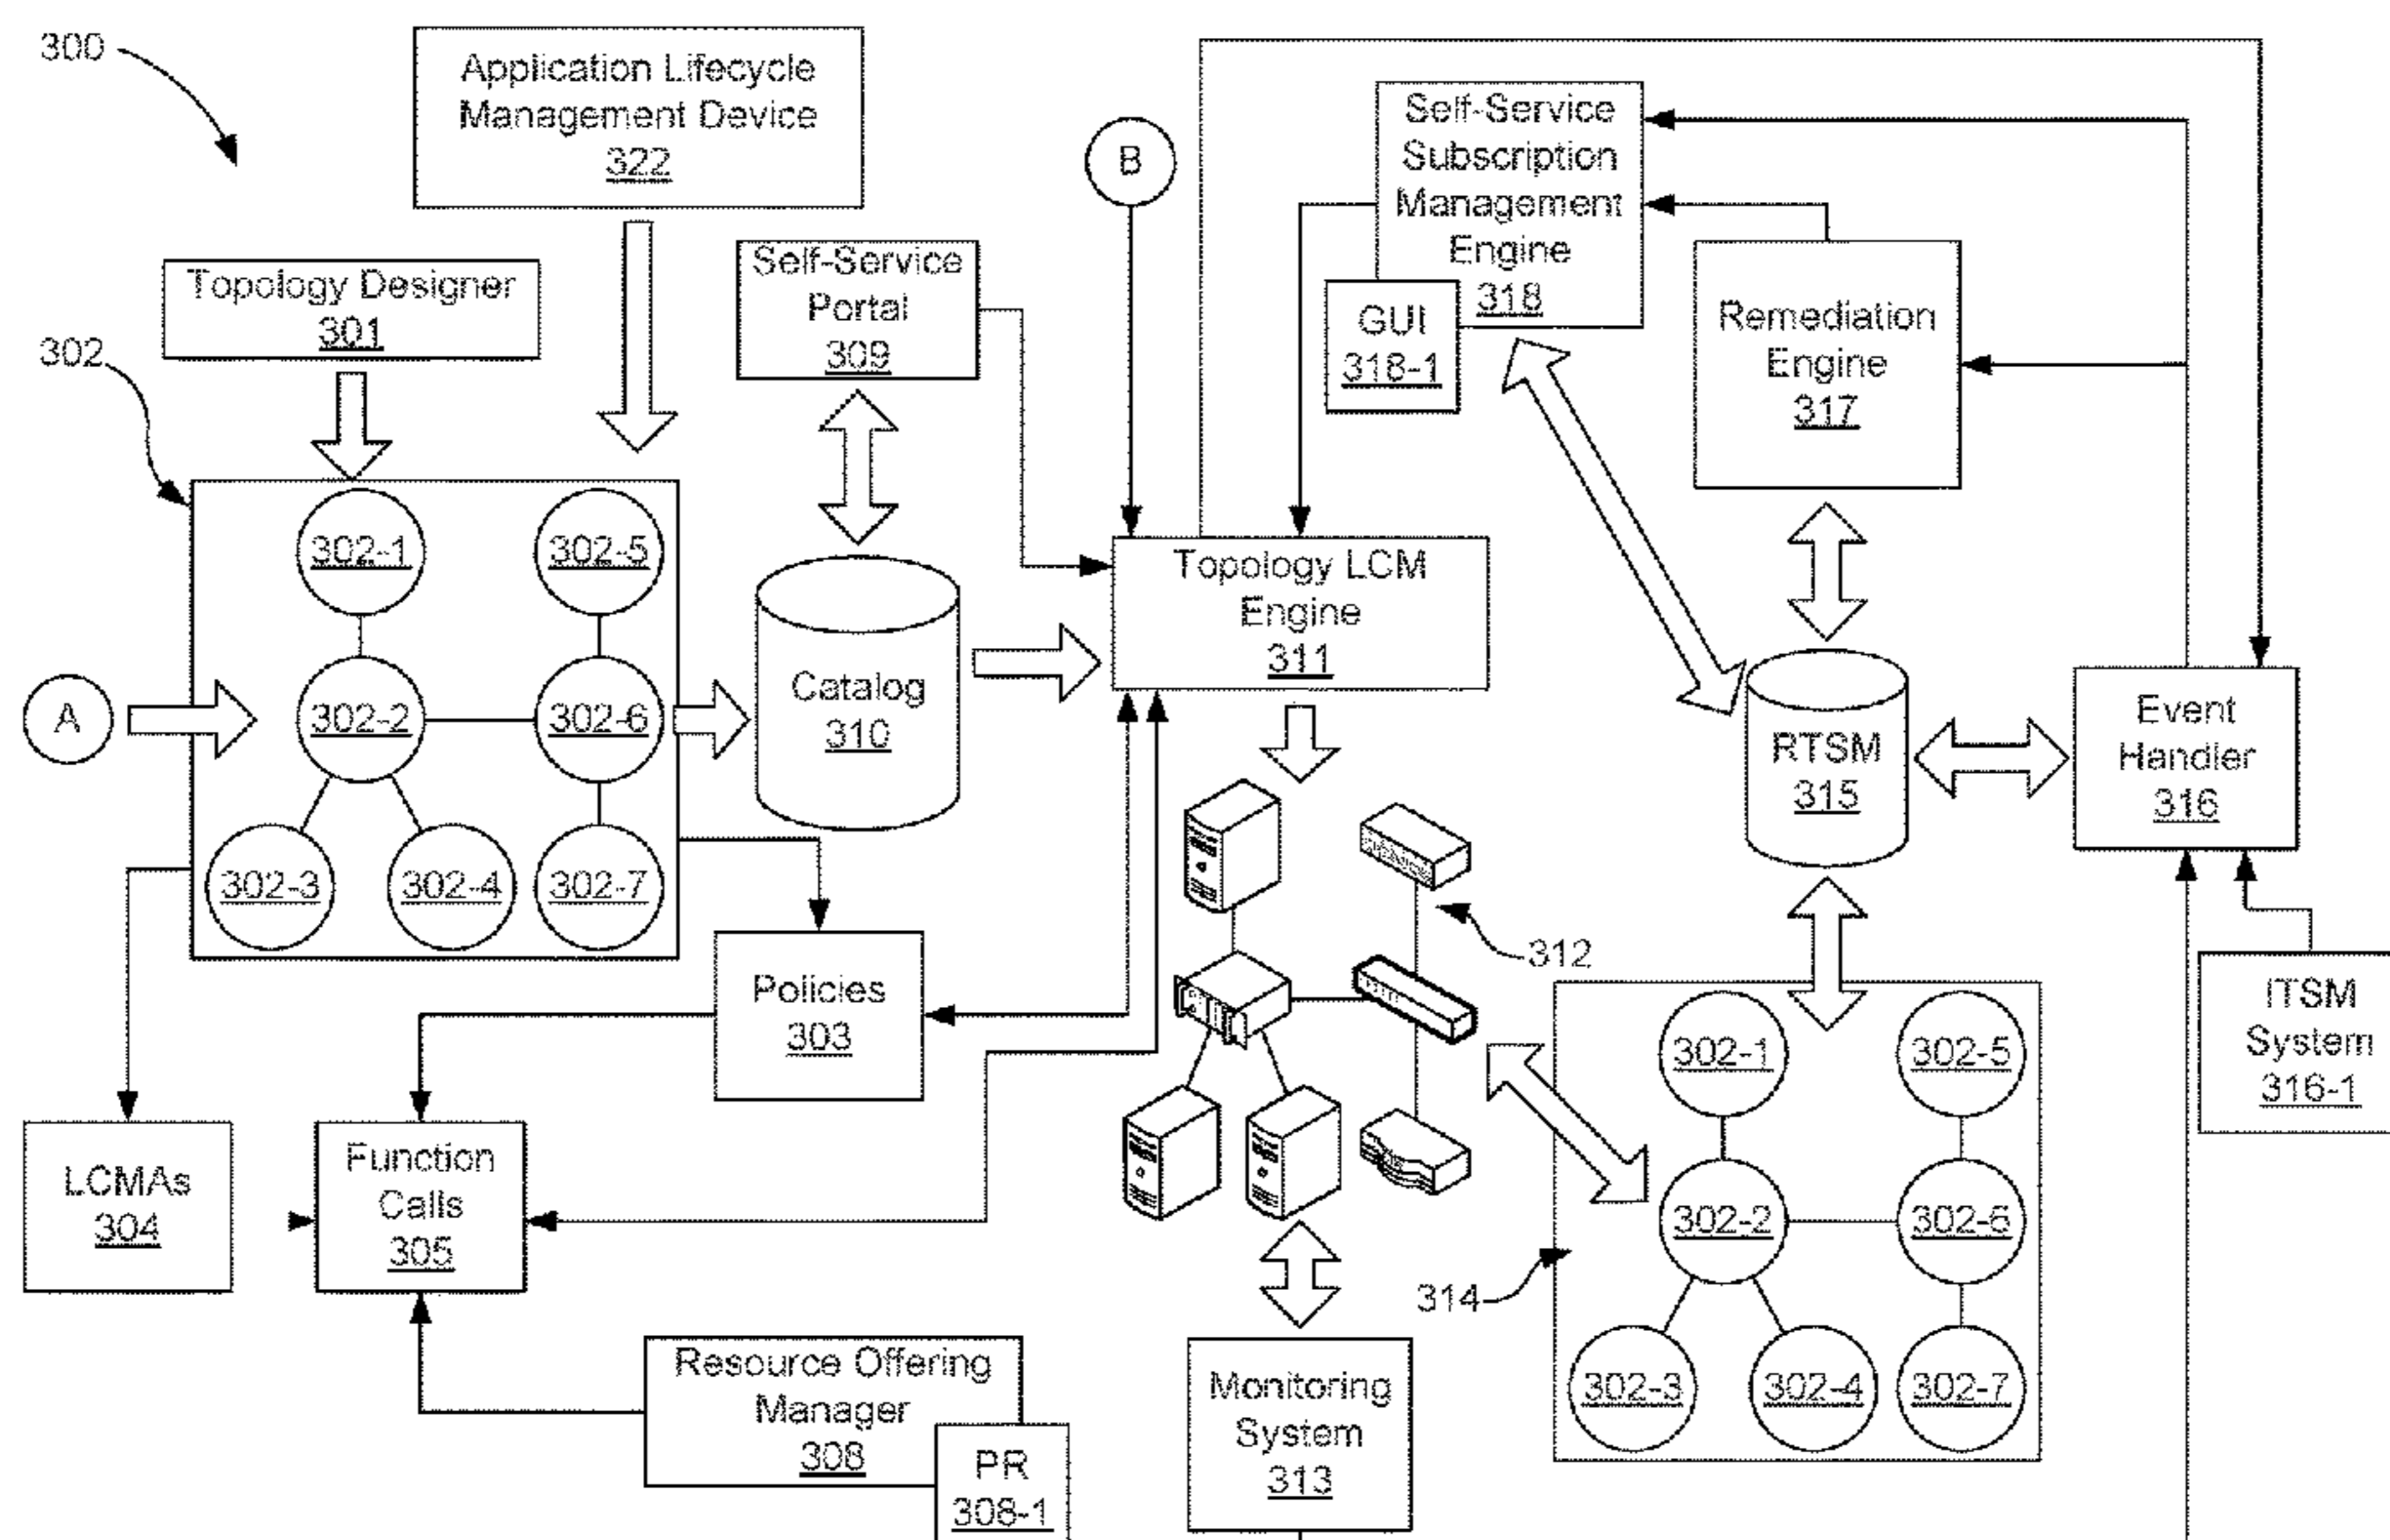 300
Application Lifecycle
Management Device
322
Topology Designer
301
302
Self-Service
Portal
309
B
Self-Service
Subscription
Management
Engine
318
GUI
318-1
Remediation
Engine
317
302-1
302-5
302-2
302-6
302-3
302-4
302-7
A
Catalog
310
Topology LCM
Engine
311
RTSM
315
Event
Handler
316
312
ITSM
System
316-1
Policies
303
LCMAs
304
Function
Calls
305
314
302-1
302-5
302-2
302-6
302-3
302-4
302-7
Resource Offering
Manager
308
PR
308-1
Monitoring
System
313